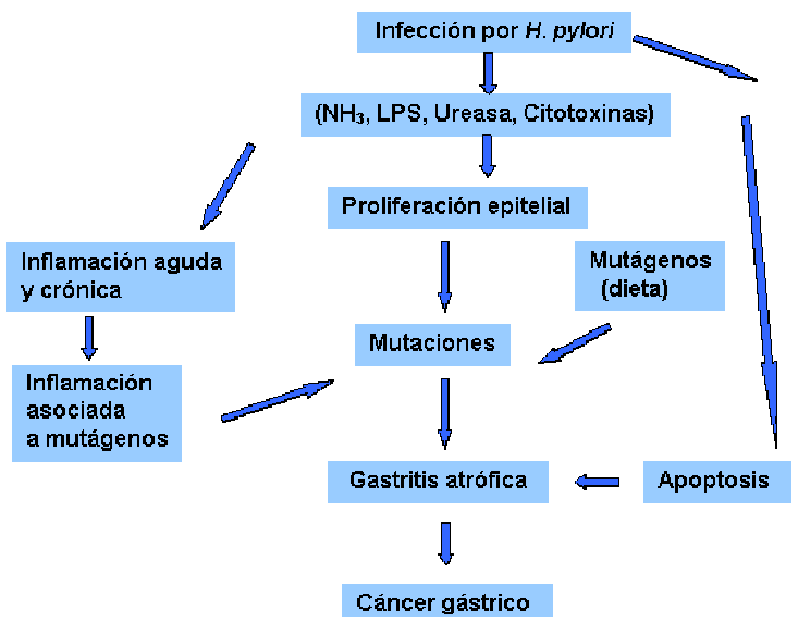 Infección por H. pylori
(NH₃, LPS, Ureasa, Citotoxinas)
Proliferación epitelial
Inflamación aguda
y crónica
Mutágenos
(dieta)
Mutaciones
Inflamación
asociada
a mutágenos
Gastritis atrófica
Apoptosis
Cáncer gástrico